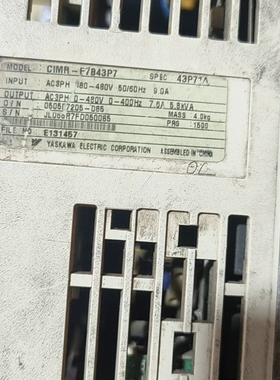 MODEL CIMR-F7B43P7 SPEC 43P71A
INPUT AC3PH 380-480V 50/60Hz 9.0A
OUTPUT AC3PH 0-480V 0-400Hz 7.6A 5.8kVA
O/N MASS 4.0kg
S/N PRG 1500
FILE NO E131457
YASKAWA ELECTRIC CORPORATION ASSEMBLED IN CHINA